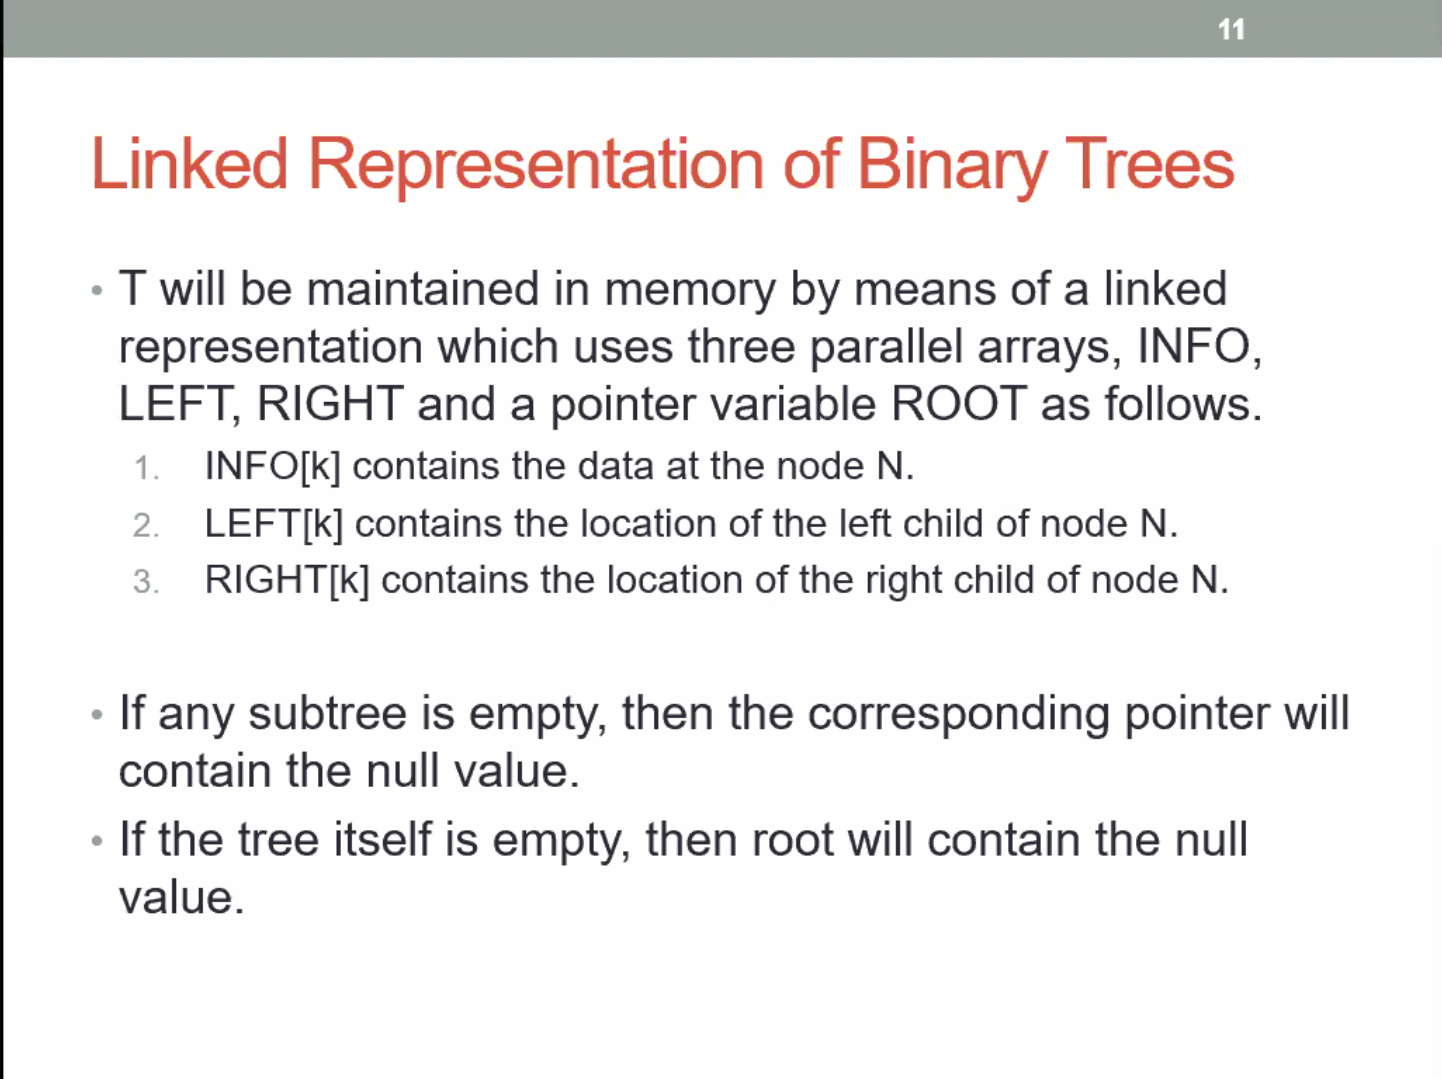 11
Linked Representation of Binary Trees
• T will be maintained in memory by means of a linked
representation which uses three parallel arrays, INFO,
LEFT, RIGHT and a pointer variable ROOT as follows.
1. INFO[k] contains the data at the node N.
2. LEFT[k] contains the location of the left child of node N.
3. RIGHT[k] contains the location of the right child of node N.
• If any subtree is empty, then the corresponding pointer will
contain the null value.
• If the tree itself is empty, then root will contain the null
value.